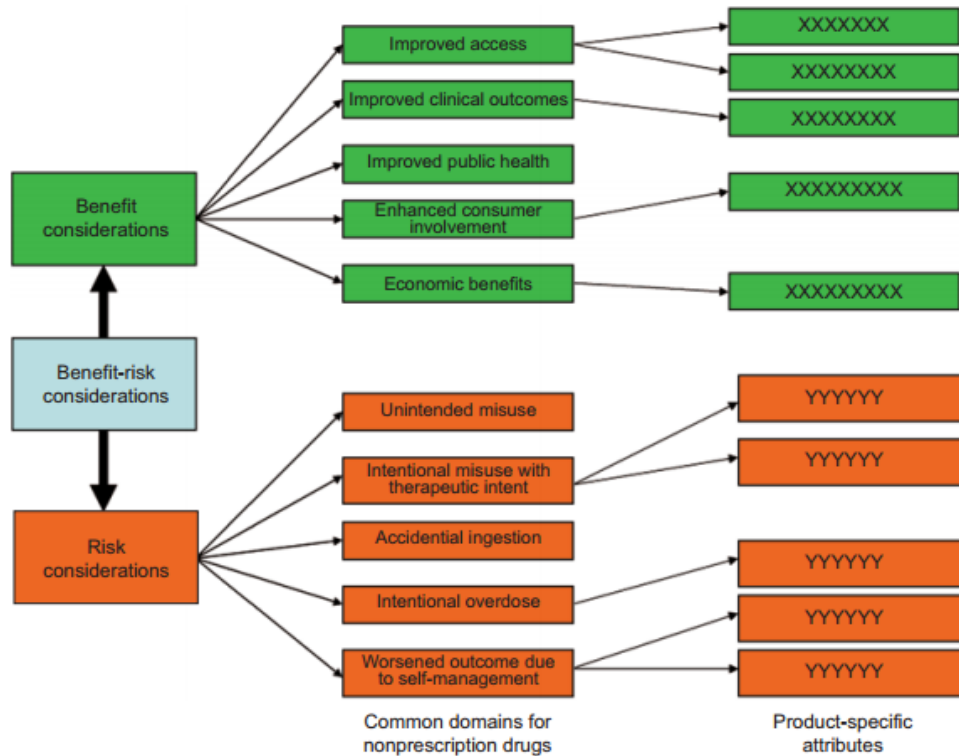 Improved access
XXXXXXX
XXXXXXXX
Improved clinical outcomes
XXXXXXXX
Improved public health
Benefit
considerations
Enhanced consumer
involvement
XXXXXXXXX
Economic benefits
XXXXXXXXX
Benefit-risk
considerations
Unintended misuse
YYYYYY
Intentional misuse with
therapeutic intent
YYYYYY
Accidential ingestion
Risk
considerations
Intentional overdose
YYYYYY
YYYYYY
Worsened outcome due
to self-management
YYYYYY
Common domains for
nonprescription drugs
Product-specific
attributes